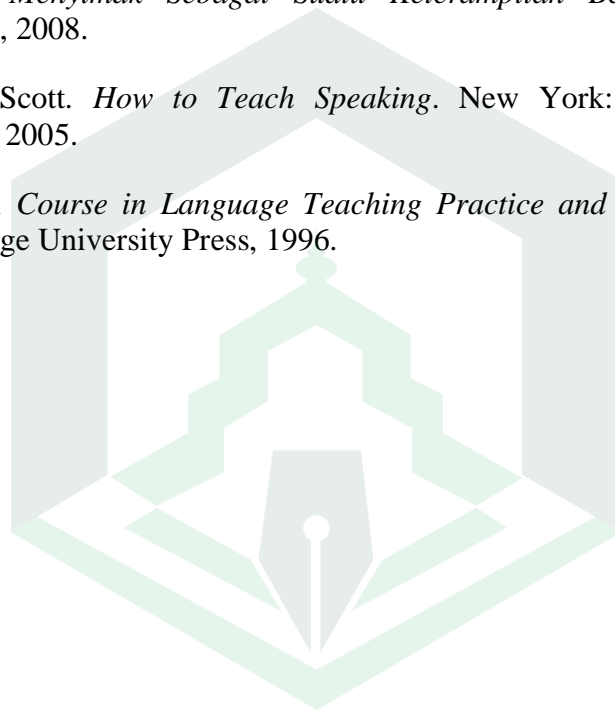 Menyimak Sebagai Suatu Keterampilan
, 2008.
Scott. How to Teach Speaking. New York:
2005.
Course in Language Teaching Practice and
ge University Press, 1996.